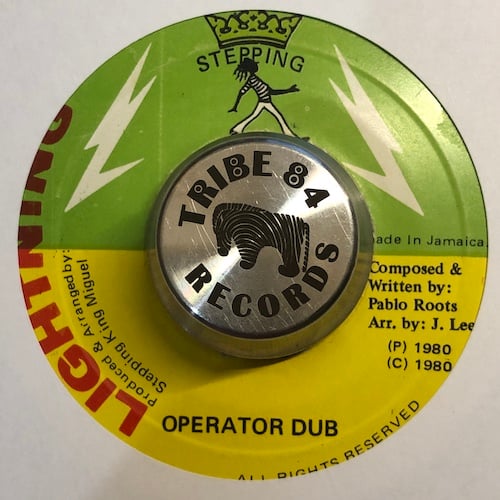 STEPPING
LIGHTNING
TRIBE 84
RECORDS
Made In Jamaica.
Composed &
Written by:
Pablo Roots
Arr. by: J. Lee
(P) 1980
(C) 1980
Produced & Arranged by:
Stepping King Miguel
OPERATOR DUB
ALL RIGHTS RESERVED